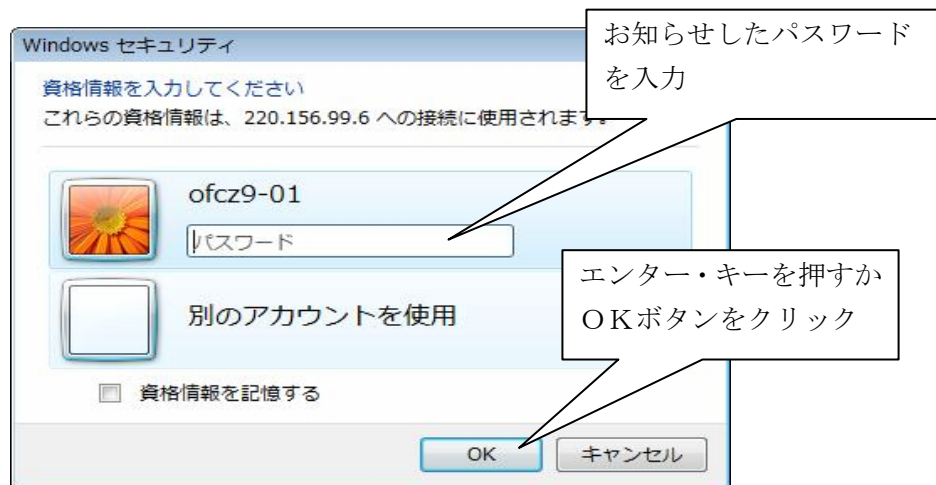 Windows セキュリティ
お知らせしたパスワード
を入力
資格情報を入力してください
これらの資格情報は、220.156.99.6 への接続に使用されます。
ofcz9-01
パスワード
エンター・キーを押すか
ＯＫボタンをクリック
別のアカウントを使用
資格情報を記憶する
OK
キャンセル